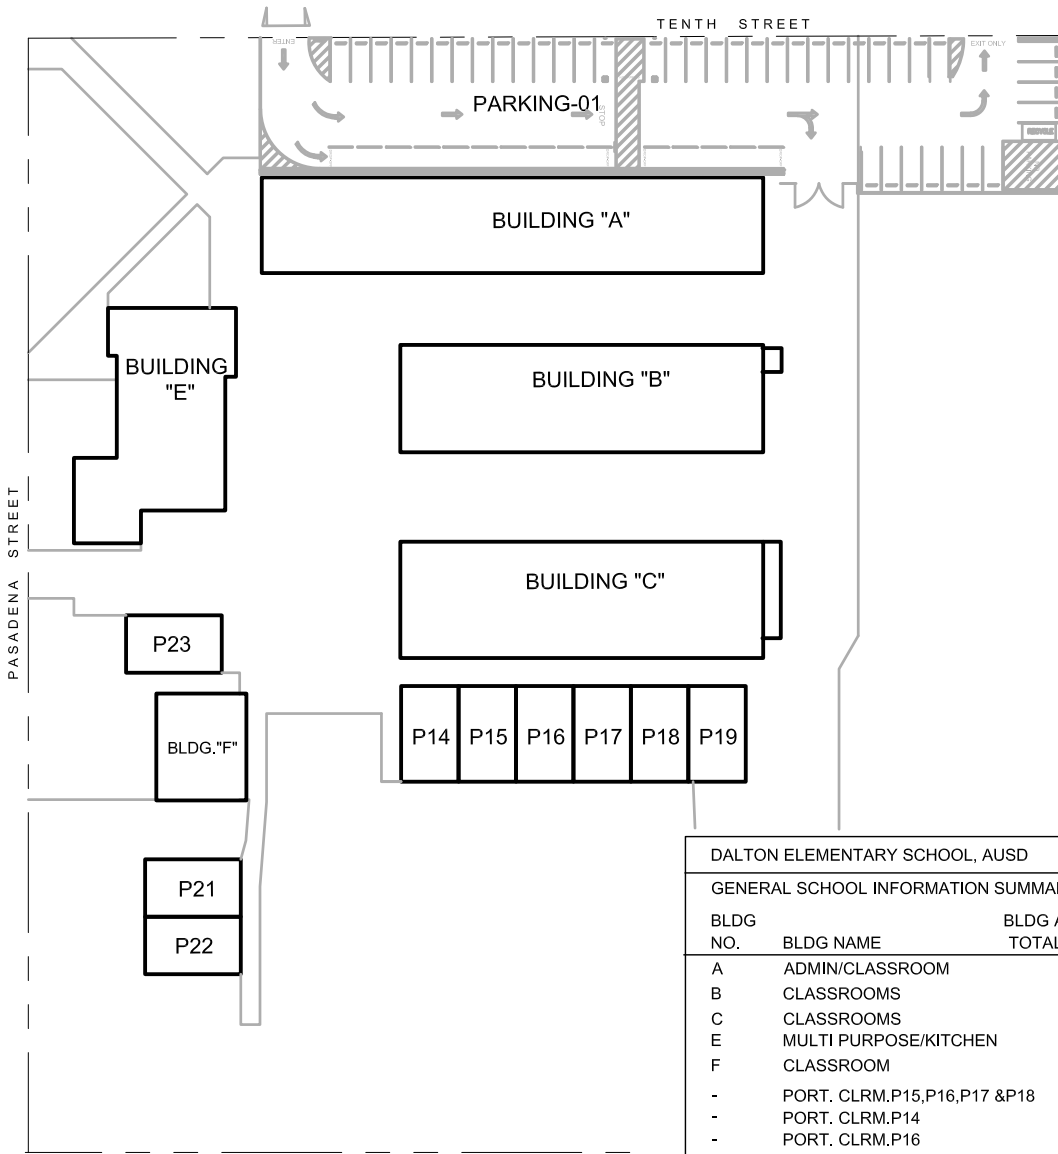 TENTH STREET
ENTER
EXIT ONLY
PARKING-01
STOP
BUILDING "A"
BUILDING
"E"
BUILDING "B"
PASADENA STREET
BUILDING "C"
P23
BLDG."F"
P14 P15 P16 P17 P18 P19
P21
P22
DALTON ELEMENTARY SCHOOL, AUSD
GENERAL SCHOOL INFORMATION SUMMA
BLDG BLDG A
NO. BLDG NAME TOTAL
A ADMIN/CLASSROOM
B CLASSROOMS
C CLASSROOMS
E MULTI PURPOSE/KITCHEN
F CLASSROOM
- PORT. CLRM.P15,P16,P17 &P18
- PORT. CLRM.P14
- PORT. CLRM.P16